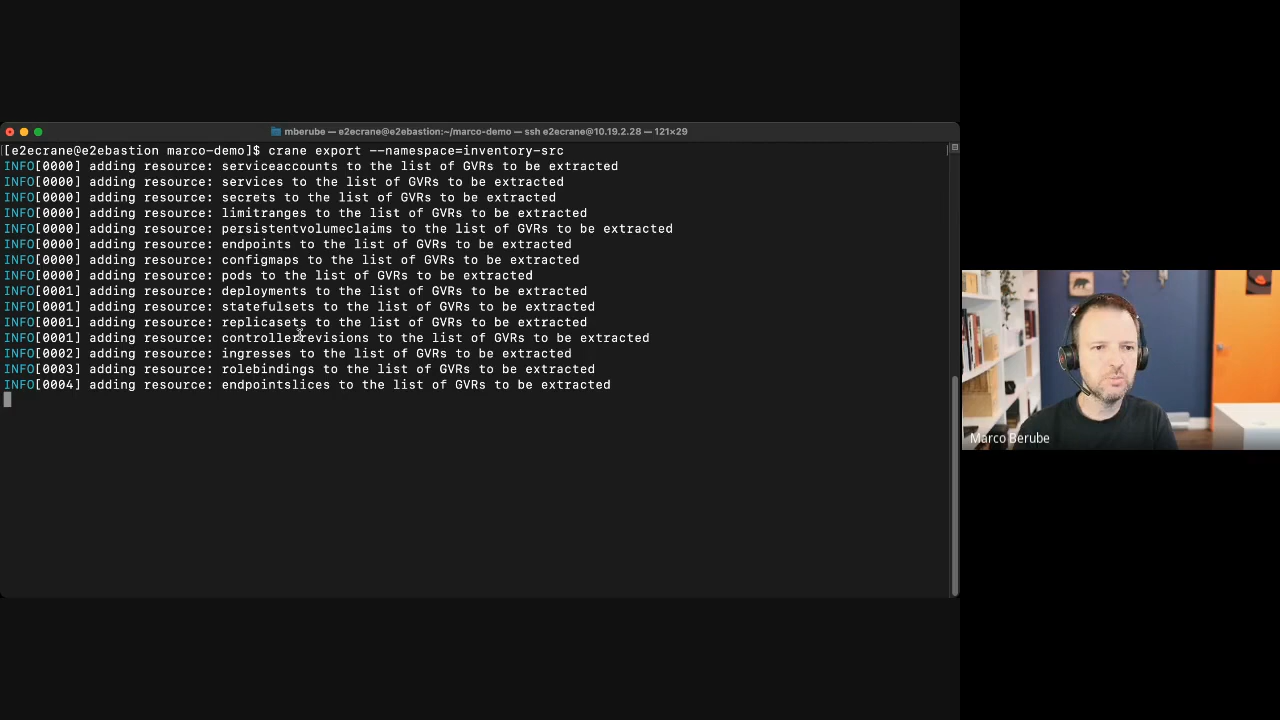 mberube — e2ecrane@e2ebastion:~/marco-demo — ssh e2ecrane@10.19.2.28 — 121×29
[e2ecrane@e2ebastion marco-demo]$ crane export --namespace=inventory-src
INFO[0000] adding resource: serviceaccounts to the list of GVRs to be extracted
INFO[0000] adding resource: services to the list of GVRs to be extracted
INFO[0000] adding resource: secrets to the list of GVRs to be extracted
INFO[0000] adding resource: limitranges to the list of GVRs to be extracted
INFO[0000] adding resource: persistentvolumeclaims to the list of GVRs to be extracted
INFO[0000] adding resource: endpoints to the list of GVRs to be extracted
INFO[0000] adding resource: configmaps to the list of GVRs to be extracted
INFO[0000] adding resource: pods to the list of GVRs to be extracted
INFO[0001] adding resource: deployments to the list of GVRs to be extracted
INFO[0001] adding resource: statefulsets to the list of GVRs to be extracted
INFO[0001] adding resource: replicasets to the list of GVRs to be extracted
INFO[0001] adding resource: controllerrevisions to the list of GVRs to be extracted
INFO[0002] adding resource: ingresses to the list of GVRs to be extracted
INFO[0003] adding resource: rolebindings to the list of GVRs to be extracted
INFO[0004] adding resource: endpointslices to the list of GVRs to be extracted
Marco Berube